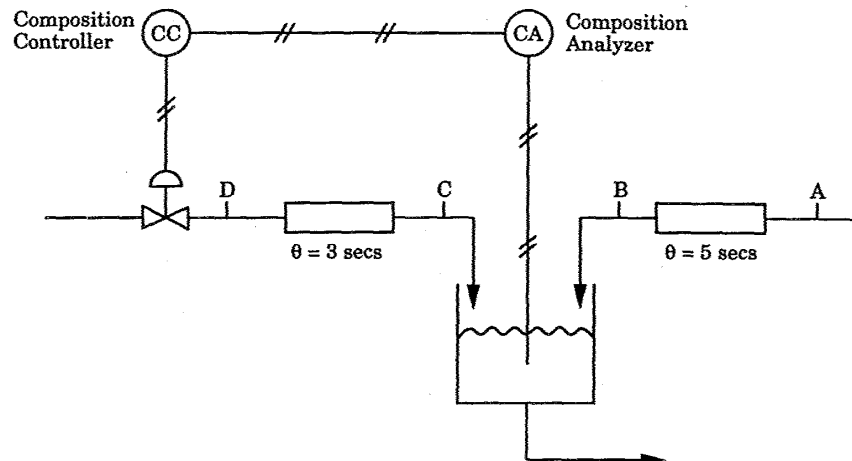 Composition
Controller
CC
CA
Composition
Analyzer
D
C
B
A
θ = 3 secs
θ = 5 secs